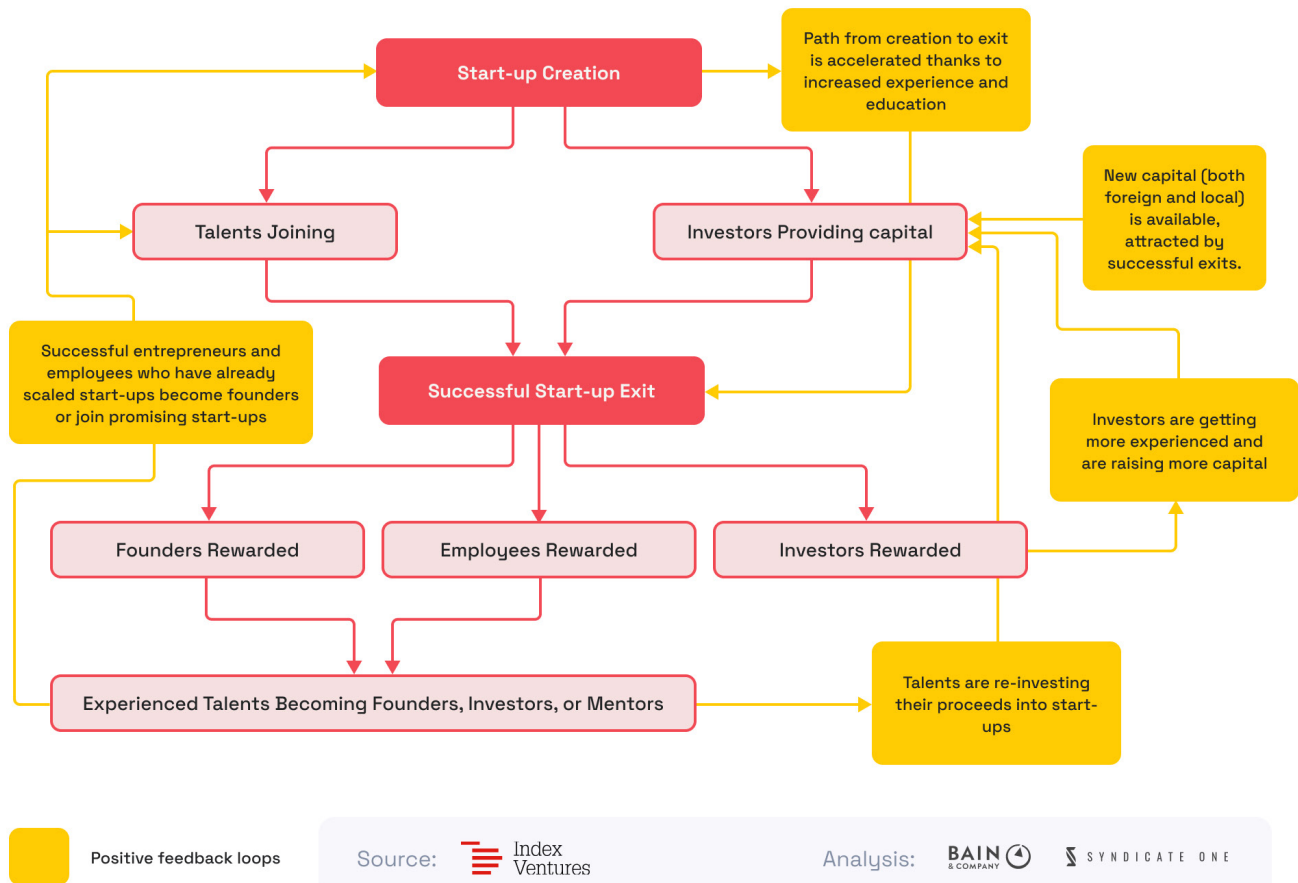 Start-up Creation
Path from creation to exit
is accelerated thanks to
increased experience and
education
New capital (both
foreign and local)
is available,
attracted by
successful exits.
Talents Joining
Investors Providing capital
Successful entrepreneurs and
employees who have already
scaled start-ups become founders
or join promising start-ups
Successful Start-up Exit
Investors are getting
more experienced and
are raising more capital
Founders Rewarded
Employees Rewarded
Investors Rewarded
Experienced Talents Becoming Founders, Investors, or Mentors
Talents are re-investing
their proceeds into start-
ups
Positive feedback loops
Source:
Index
Ventures
Analysis:
BAIN
& COMPANY
SYNDICATE ONE